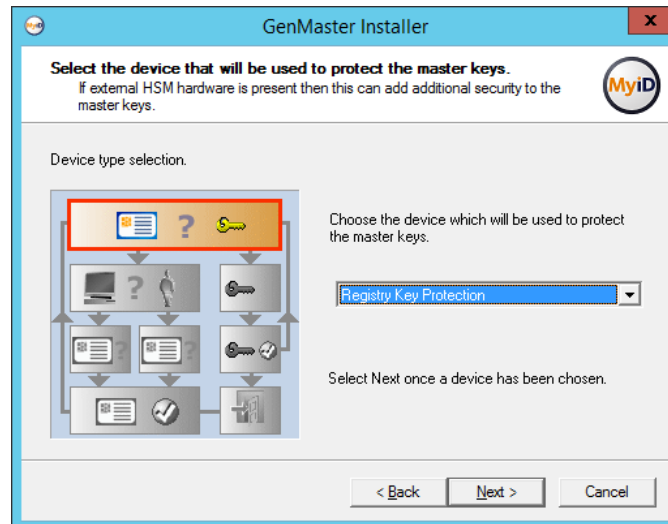 GenMaster Installer
x
Select the device that will be used to protect the master keys.
If external HSM hardware is present then this can add additional security to the
master keys.
MyiD
Device type selection.
?
Choose the device which will be used to protect
the master keys.
?
Registry Key Protection
? ?
Select Next once a device has been chosen.
< Back Next > Cancel